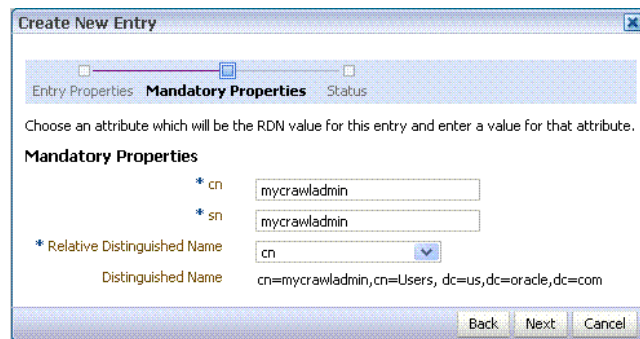 Create New Entry
Entry Properties Mandatory Properties Status
Choose an attribute which will be the RDN value for this entry and enter a value for that attribute.
Mandatory Properties
* cn mycrawladmin
* sn mycrawladmin
* Relative Distinguished Name cn
Distinguished Name cn=mycrawladmin,cn=Users, dc=us,dc=oracle,dc=com
Back Next Cancel